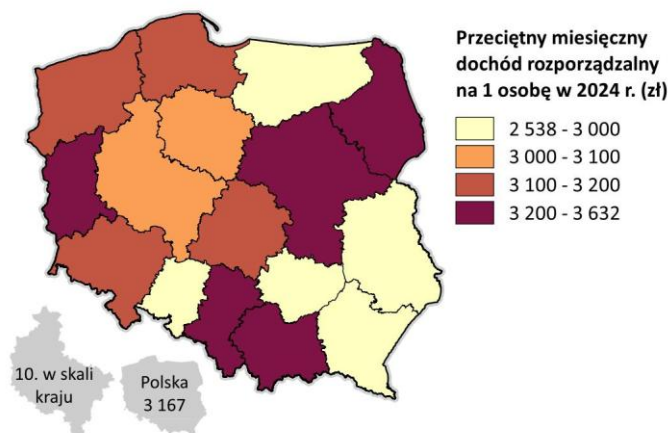 Przeciętny miesięczny
dochód rozporządzalny
na 1 osobę w 2024 r. (zł)
2 538 - 3 000
3 000 - 3 100
3 100 - 3 200
3 200 - 3 632
10. w skali
kraju
Polska
3 167